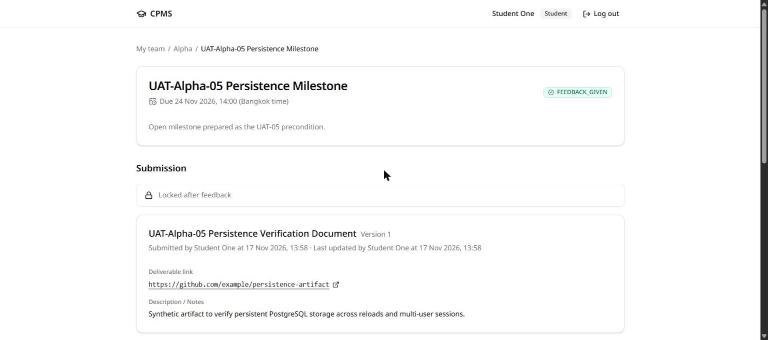 CPMS
Student One Student Log out
My team / Alpha / UAT-Alpha-05 Persistence Milestone
UAT-Alpha-05 Persistence Milestone
Due 24 Nov 2026, 14:00 (Bangkok time)
FEEDBACK_GIVEN
Open milestone prepared as the UAT-05 precondition.
Submission
Locked after feedback
UAT-Alpha-05 Persistence Verification Document Version 1
Submitted by Student One at 17 Nov 2026, 13:58 · Last updated by Student One at 17 Nov 2026, 13:58
Deliverable link
https://github.com/example/persistence-artifact
Description / Notes
Synthetic artifact to verify persistent PostgreSQL storage across reloads and multi-user sessions.